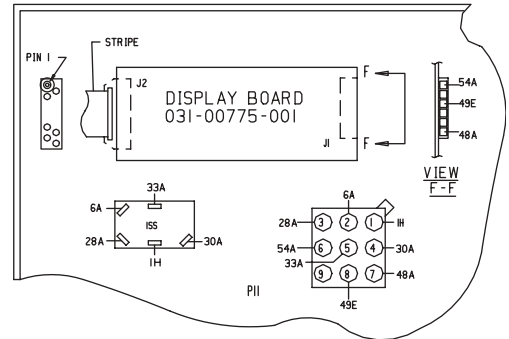 STRIPE
PIN 1
J2
DISPLAY BOARD
031-00775-001
J1
F
F
54A
49E
48A
VIEW
F-F
33A
6A
ISS
28A
30A
1H
6A
28A
3
2
1
1H
54A
6
5
4
30A
33A
9
8
7
48A
49E
P11